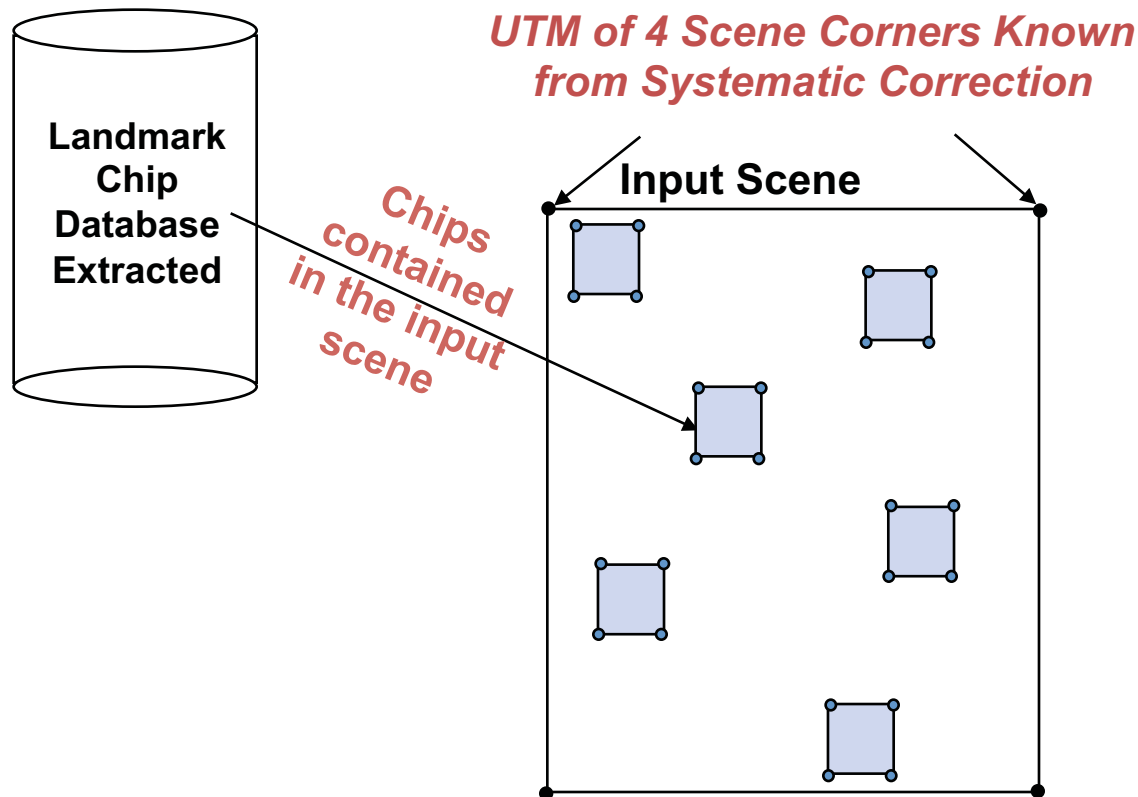 UTM of 4 Scene Corners Known
from Systematic Correction
Landmark
Chip
Database
Extracted
Chips
contained
in the input
scene
Input Scene